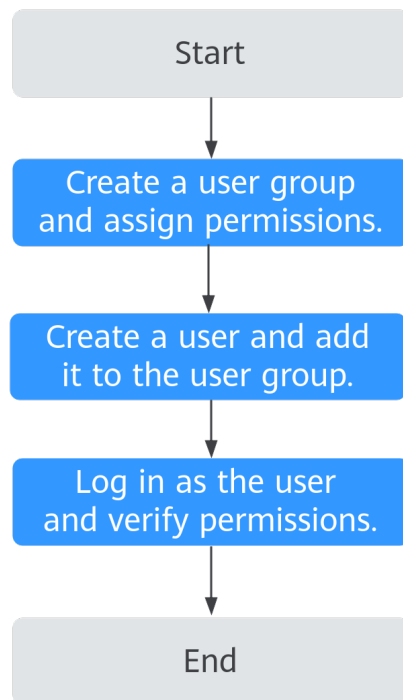 Start
Create a user group
and assign permissions.
Create a user and add
it to the user group.
Log in as the user
and verify permissions.
End